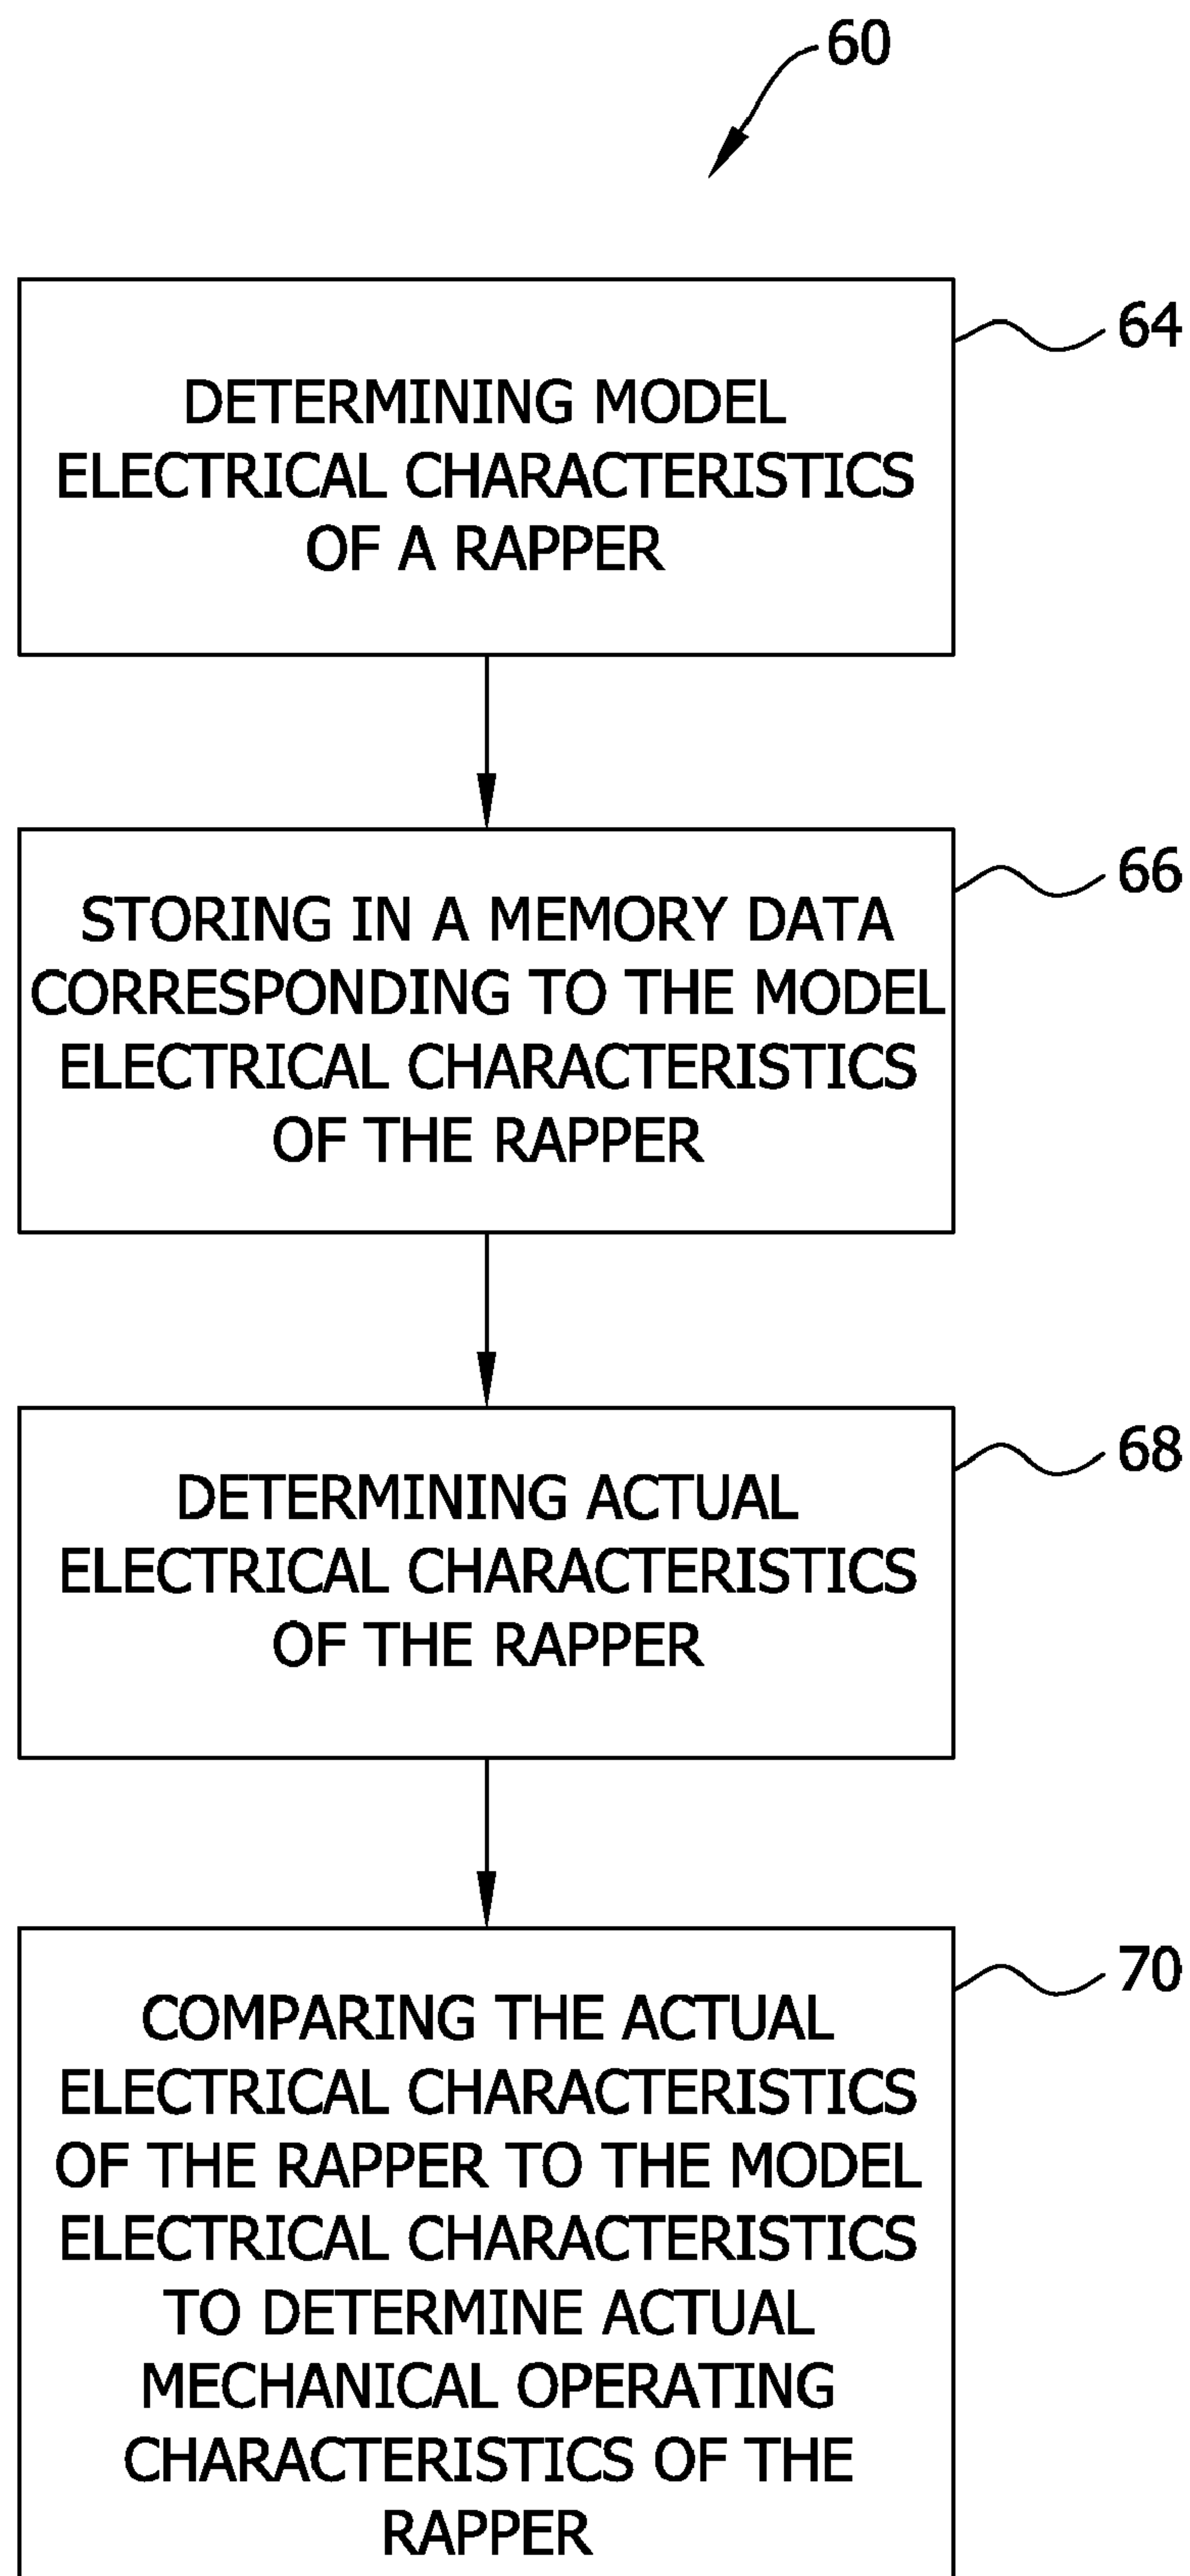 60
64
DETERMINING MODEL
ELECTRICAL CHARACTERISTICS
OF A RAPPER
66
STORING IN A MEMORY DATA
CORRESPONDING TO THE MODEL
ELECTRICAL CHARACTERISTICS
OF THE RAPPER
68
DETERMINING ACTUAL
ELECTRICAL CHARACTERISTICS
OF THE RAPPER
70
COMPARING THE ACTUAL
ELECTRICAL CHARACTERISTICS
OF THE RAPPER TO THE MODEL
ELECTRICAL CHARACTERISTICS
TO DETERMINE ACTUAL
MECHANICAL OPERATING
CHARACTERISTICS OF THE
RAPPER